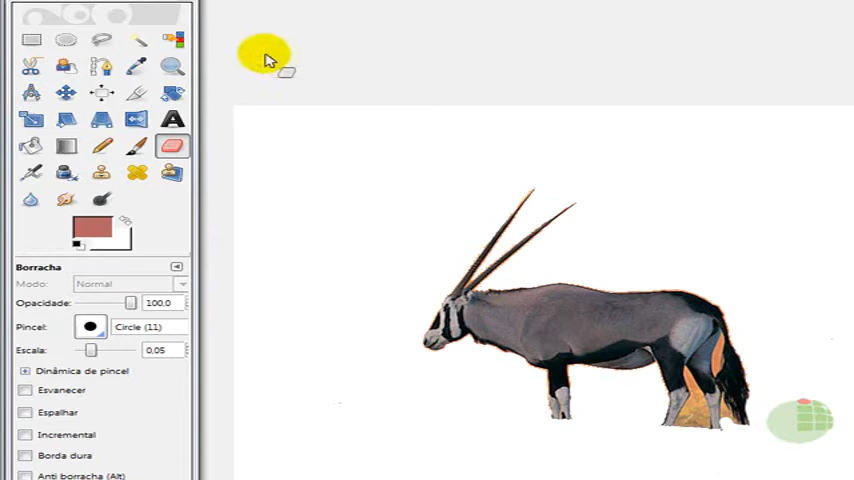 Borracha
Modo: Normal
Opacidade: 100,0
Pincel: Circle (11)
Escala: 0,05
Dinâmica de pincel
Esvanecer
Espalhar
Incremental
Borda dura
Anti borracha (Alt)